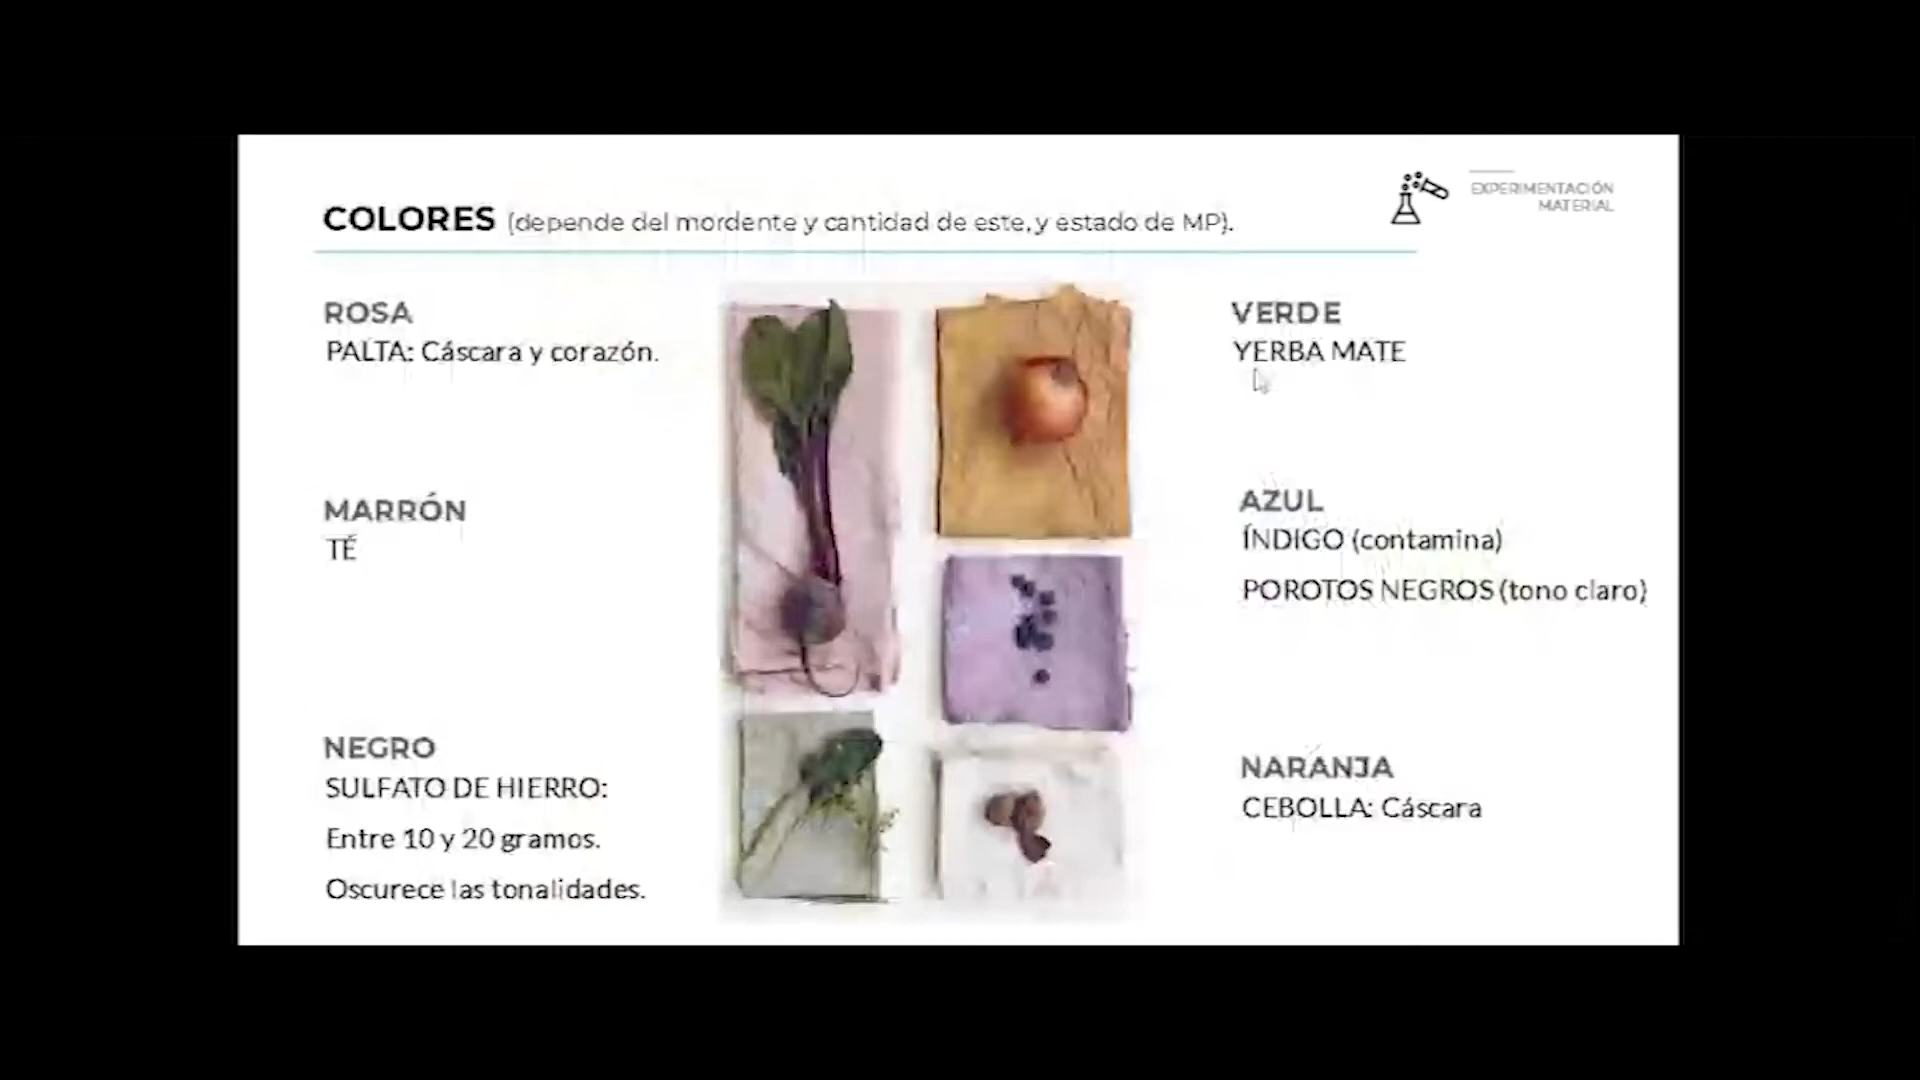 COLORES (depende del mordente y cantidad de este, y estado de MP).
EXPERIMENTACIÓN
MATERIAL
ROSA
PALTA: Cáscara y corazón.
MARRÓN
TÉ
NEGRO
SULFATO DE HIERRO:
Entre 10 y 20 gramos.
Oscurece las tonalidades.
VERDE
YERBA MATE
AZUL
ÍNDIGO (contamina)
POROTOS NEGROS (tono claro)
NARANJA
CEBOLLA: Cáscara